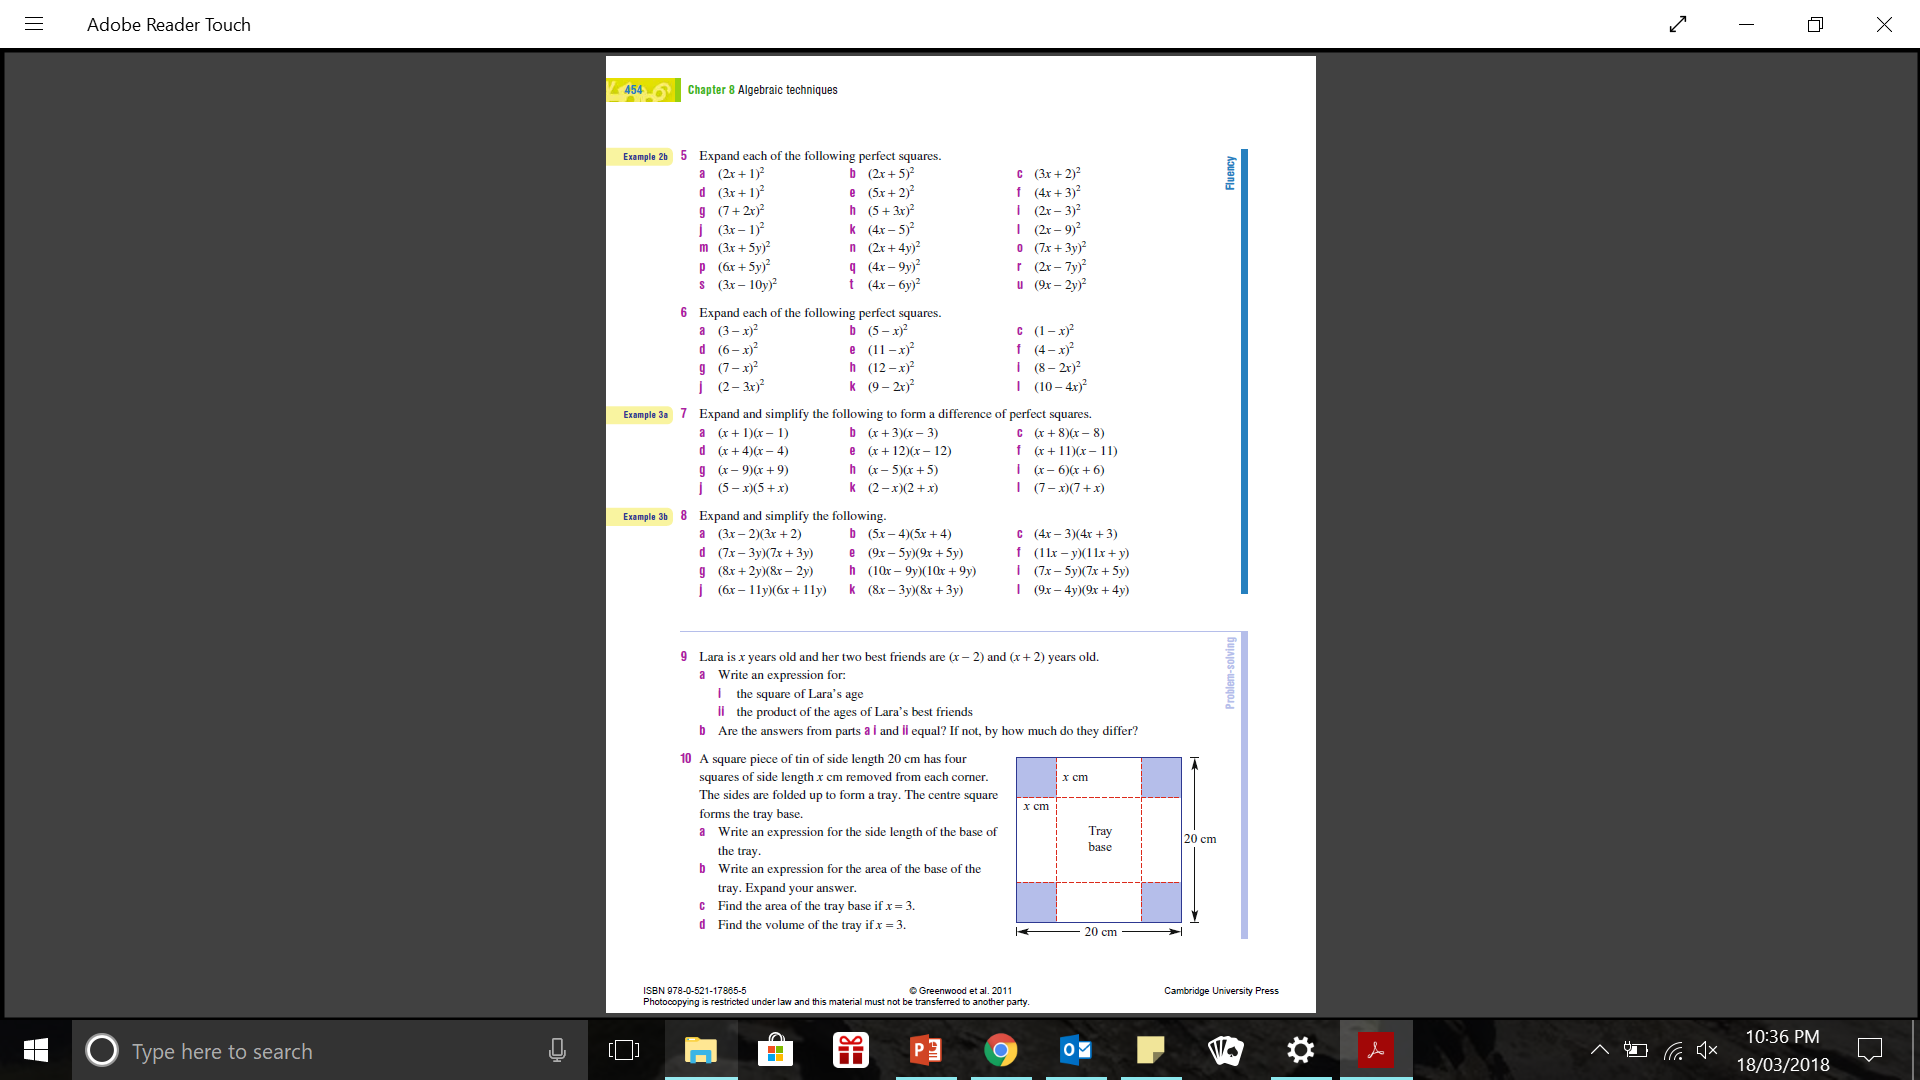 Adobe Reader Touch
454 Chapter 8 Algebraic techniques
Example 2b 5 Expand each of the following perfect squares.
a (2x + 1)² b (2x + 5)² c (3x + 2)²
d (3x + 1)² e (5x + 2)² f (4x + 3)²
g (7 + 2x)² h (5 + 3x)² i (2x – 3)²
j (3x – 1)² k (4x – 5)² l (2x – 9)²
m (3x + 5y)² n (2x + 4y)² o (7x + 3y)²
p (6x + 5y)² q (4x – 9y)² r (2x – 7y)²
s (3x – 10y)² t (4x – 6y)² u (9x – 2y)²
Fluency
6 Expand each of the following perfect squares.
a (3 – x)² b (5 – x)² c (1 – x)²
d (6 – x)² e (11 – x)² f (4 – x)²
g (7 – x)² h (12 – x)² i (8 – 2x)²
j (2 – 3x)² k (9 – 2x)² l (10 – 4x)²
Example 3a 7 Expand and simplify the following to form a difference of perfect squares.
a (x + 1)(x – 1) b (x + 3)(x – 3) c (x + 8)(x – 8)
d (x + 4)(x – 4) e (x + 12)(x – 12) f (x + 11)(x – 11)
g (x – 9)(x + 9) h (x – 5)(x + 5) i (x – 6)(x + 6)
j (5 – x)(5 + x) k (2 – x)(2 + x) l (7 – x)(7 + x)
Example 3b 8 Expand and simplify the following.
a (3x – 2)(3x + 2) b (5x – 4)(5x + 4) c (4x – 3)(4x + 3)
d (7x – 3y)(7x + 3y) e (9x – 5y)(9x + 5y) f (11x – y)(11x + y)
g (8x + 2y)(8x – 2y) h (10x – 9y)(10x + 9y) i (7x – 5y)(7x + 5y)
j (6x – 11y)(6x + 11y) k (8x – 3y)(8x + 3y) l (9x – 4y)(9x + 4y)
Problem-solving
9 Lara is x years old and her two best friends are (x – 2) and (x + 2) years old.
a Write an expression for:
i the square of Lara's age
ii the product of the ages of Lara's best friends
b Are the answers from parts a i and ii equal? If not, by how much do they differ?
10 A square piece of tin of side length 20 cm has four
squares of side length x cm removed from each corner.
The sides are folded up to form a tray. The centre square
forms the tray base.
a Write an expression for the side length of the base of
the tray.
b Write an expression for the area of the base of the
tray. Expand your answer.
c Find the area of the tray base if x = 3.
d Find the volume of the tray if x = 3.
x cm
x cm
Tray
base
20 cm
20 cm
ISBN 978-0-521-17865-5 © Greenwood et al. 2011 Cambridge University Press
Photocopying is restricted under law and this material must not be transferred to another party.
Type here to search
10:36 PM
18/03/2018